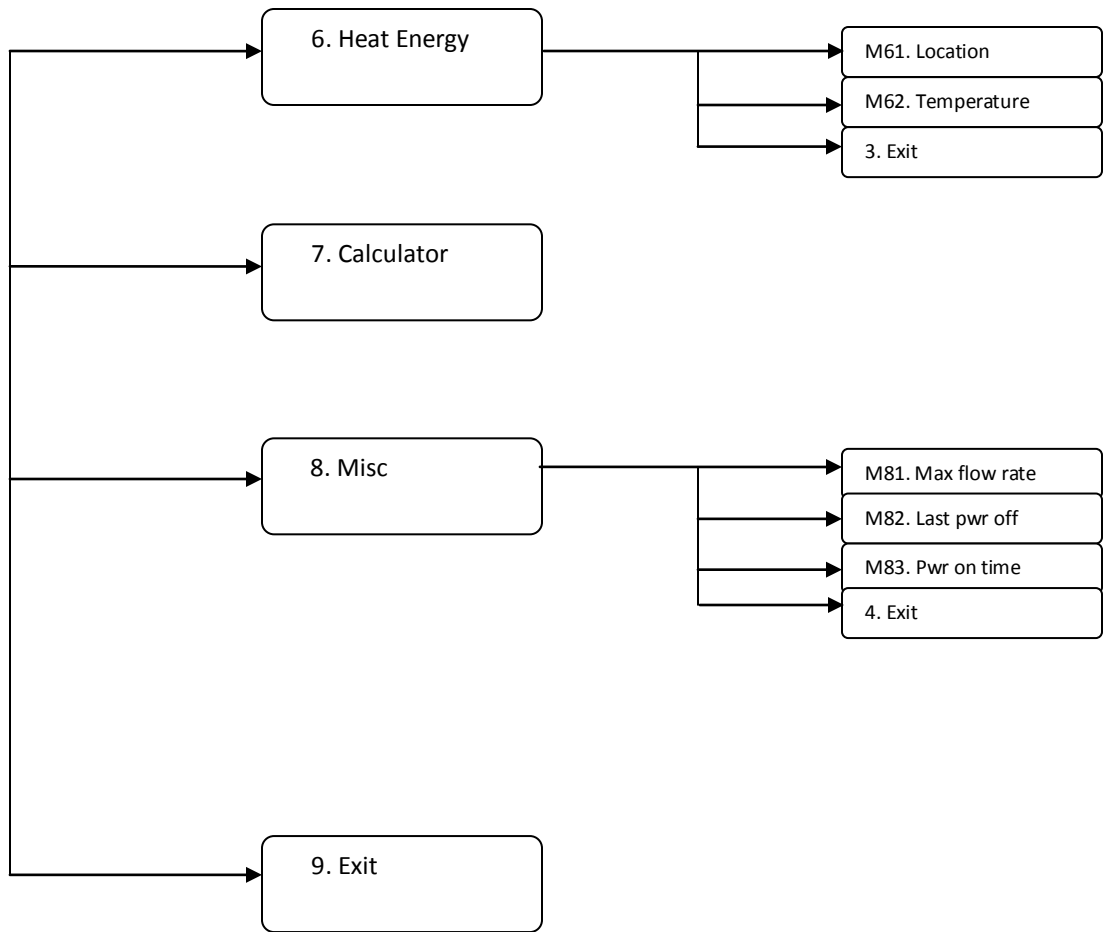 6. Heat Energy
M61. Location
M62. Temperature
3. Exit
7. Calculator
8. Misc
M81. Max flow rate
M82. Last pwr off
M83. Pwr on time
4. Exit
9. Exit